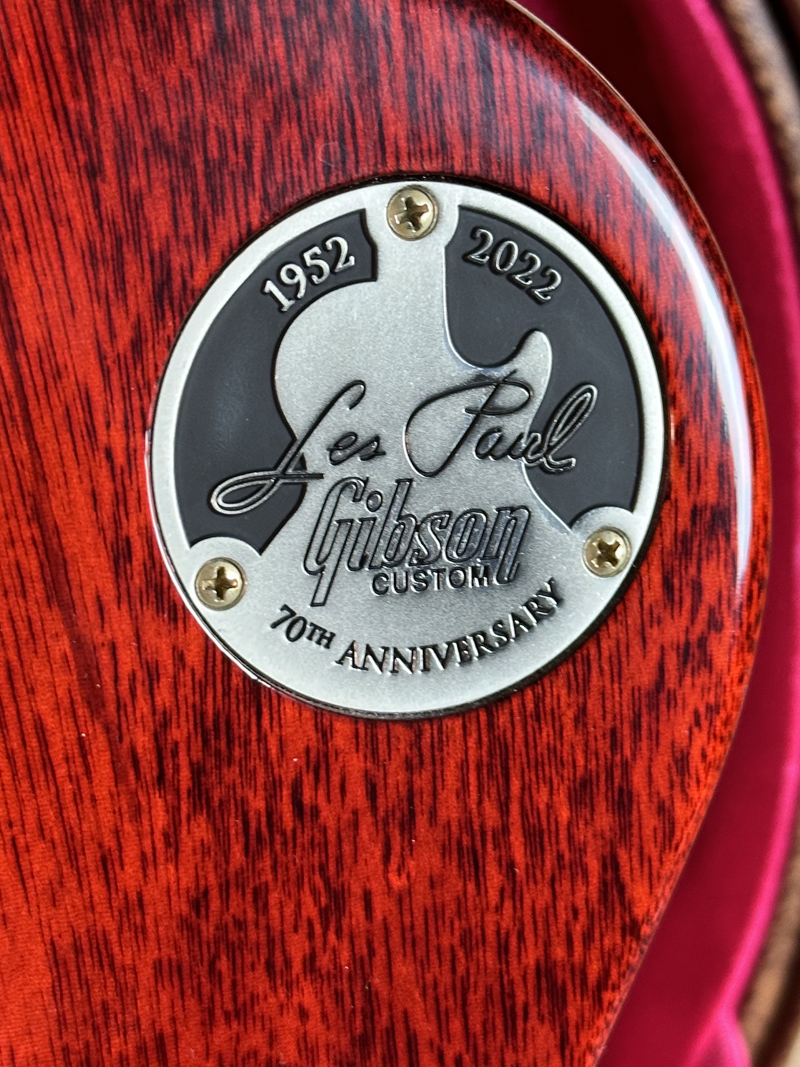 1952 2022
Les Paul
Gibson
CUSTOM
70TH ANNIVERSARY